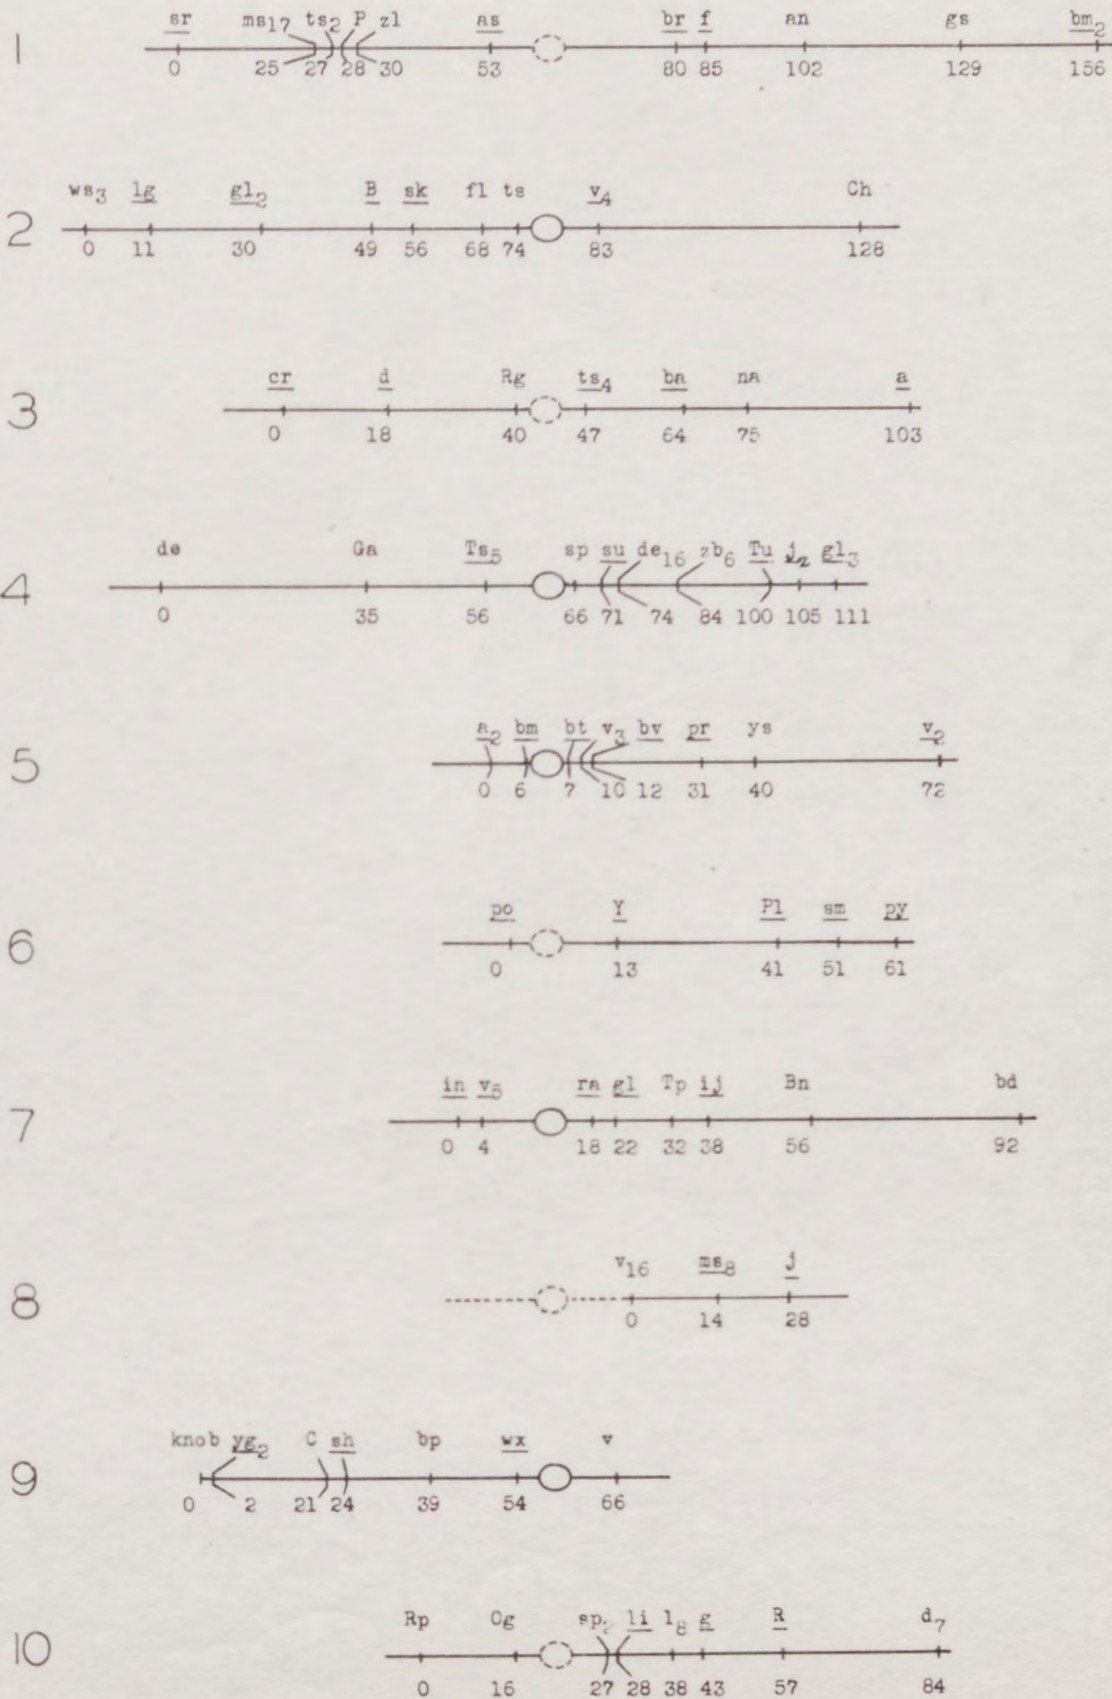 sr ms17 ts2 P zl as br f an gs bm2
1
0 25 27 28 30 53 80 85 102 129 156
ws3 lg gl2 B sk fl ts v4 Ch
2
0 11 30 49 56 68 74 83 128
cr d Rg ts4 ba na a
3
0 18 40 47 64 75 103
de Ga Ts5 sp su de16 zb6 Tu j2 gl3
4
0 35 56 66 71 74 84 100 105 111
a2 bm bt v3 bv pr ys v2
5
0 6 7 10 12 31 40 72
po Y Pl sm py
6
0 13 41 51 61
in v5 ra gl Tp ij Bn bd
7
0 4 18 22 32 38 56 92
v16 ms8 j
8
0 14 28
knob yg2 C sh bp wx v
9
0 2 21 24 39 54 66
Rp Og sp2 li l8 g R d7
10
0 16 27 28 38 43 57 84